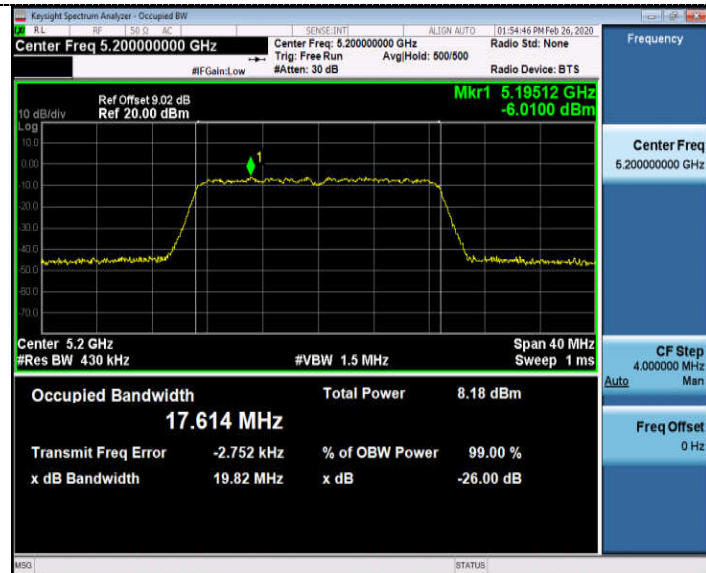 Keysight Spectrum Analyzer - Occupied BW
RL RF 50 Ω AC SENSE:INT ALIGN AUTO 01:54:46 PM Feb 26, 2020
Center Freq 5.200000000 GHz
Center Freq: 5.200000000 GHz
Radio Std: None
Trig: Free Run Avg|Hold: 500/500
#IFGain:Low #Atten: 30 dB Radio Device: BTS
Frequency
Mkr1 5.19512 GHz
-6.0100 dBm
Ref Offset 9.02 dB
10 dB/div Ref 20.00 dBm
Log
10.0
0.00
-10.0
-20.0
-30.0
-40.0
-50.0
-60.0
-70.0
1
Center 5.2 GHz Span 40 MHz
#Res BW 430 kHz #VBW 1.5 MHz Sweep 1 ms
Occupied Bandwidth Total Power 8.18 dBm
17.614 MHz
Transmit Freq Error -2.752 kHz % of OBW Power 99.00 %
x dB Bandwidth 19.82 MHz x dB -26.00 dB
Center Freq
5.200000000 GHz
CF Step
4.000000 MHz
Auto Man
Freq Offset
0 Hz
MSG STATUS